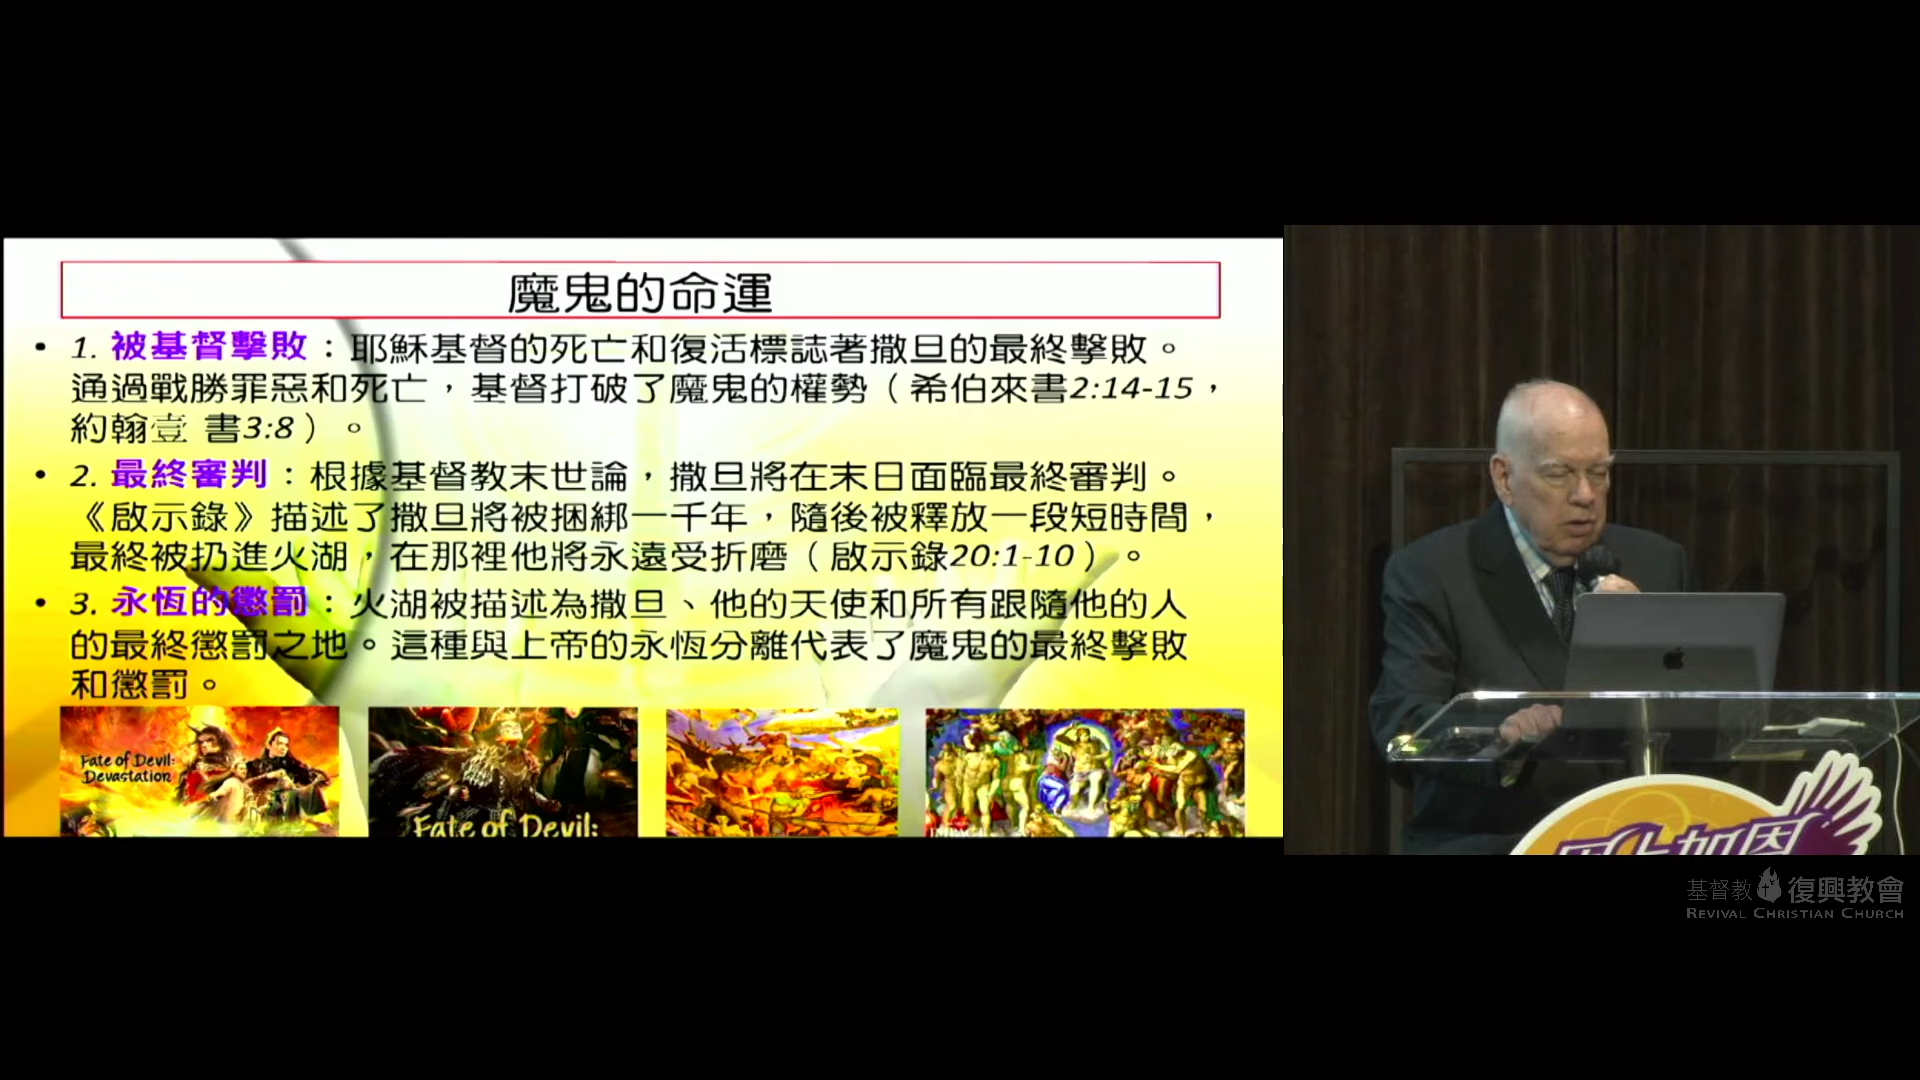 魔鬼的命運
• 1. 被基督擊敗：耶穌基督的死亡和復活標誌著撒旦的最終擊敗。
通過戰勝罪惡和死亡，基督打破了魔鬼的權勢（希伯來書2:14-15，
約翰壹 書3:8）。
• 2. 最終審判：根據基督教末世論，撒旦將在末日面臨最終審判。
《啟示錄》描述了撒旦將被捆綁一千年，隨後被釋放一段短時間，
最終被扔進火湖，在那裡他將永遠受折磨（啟示錄20:1-10）。
• 3. 永恆的懲罰：火湖被描述為撒旦、他的天使和所有跟隨他的人
的最終懲罰之地。這種與上帝的永恆分離代表了魔鬼的最終擊敗
和懲罰。
Fate of Devil:
Devastation
Fate of Devil:
基督教 復興教會
REVIVAL CHRISTIAN CHURCH